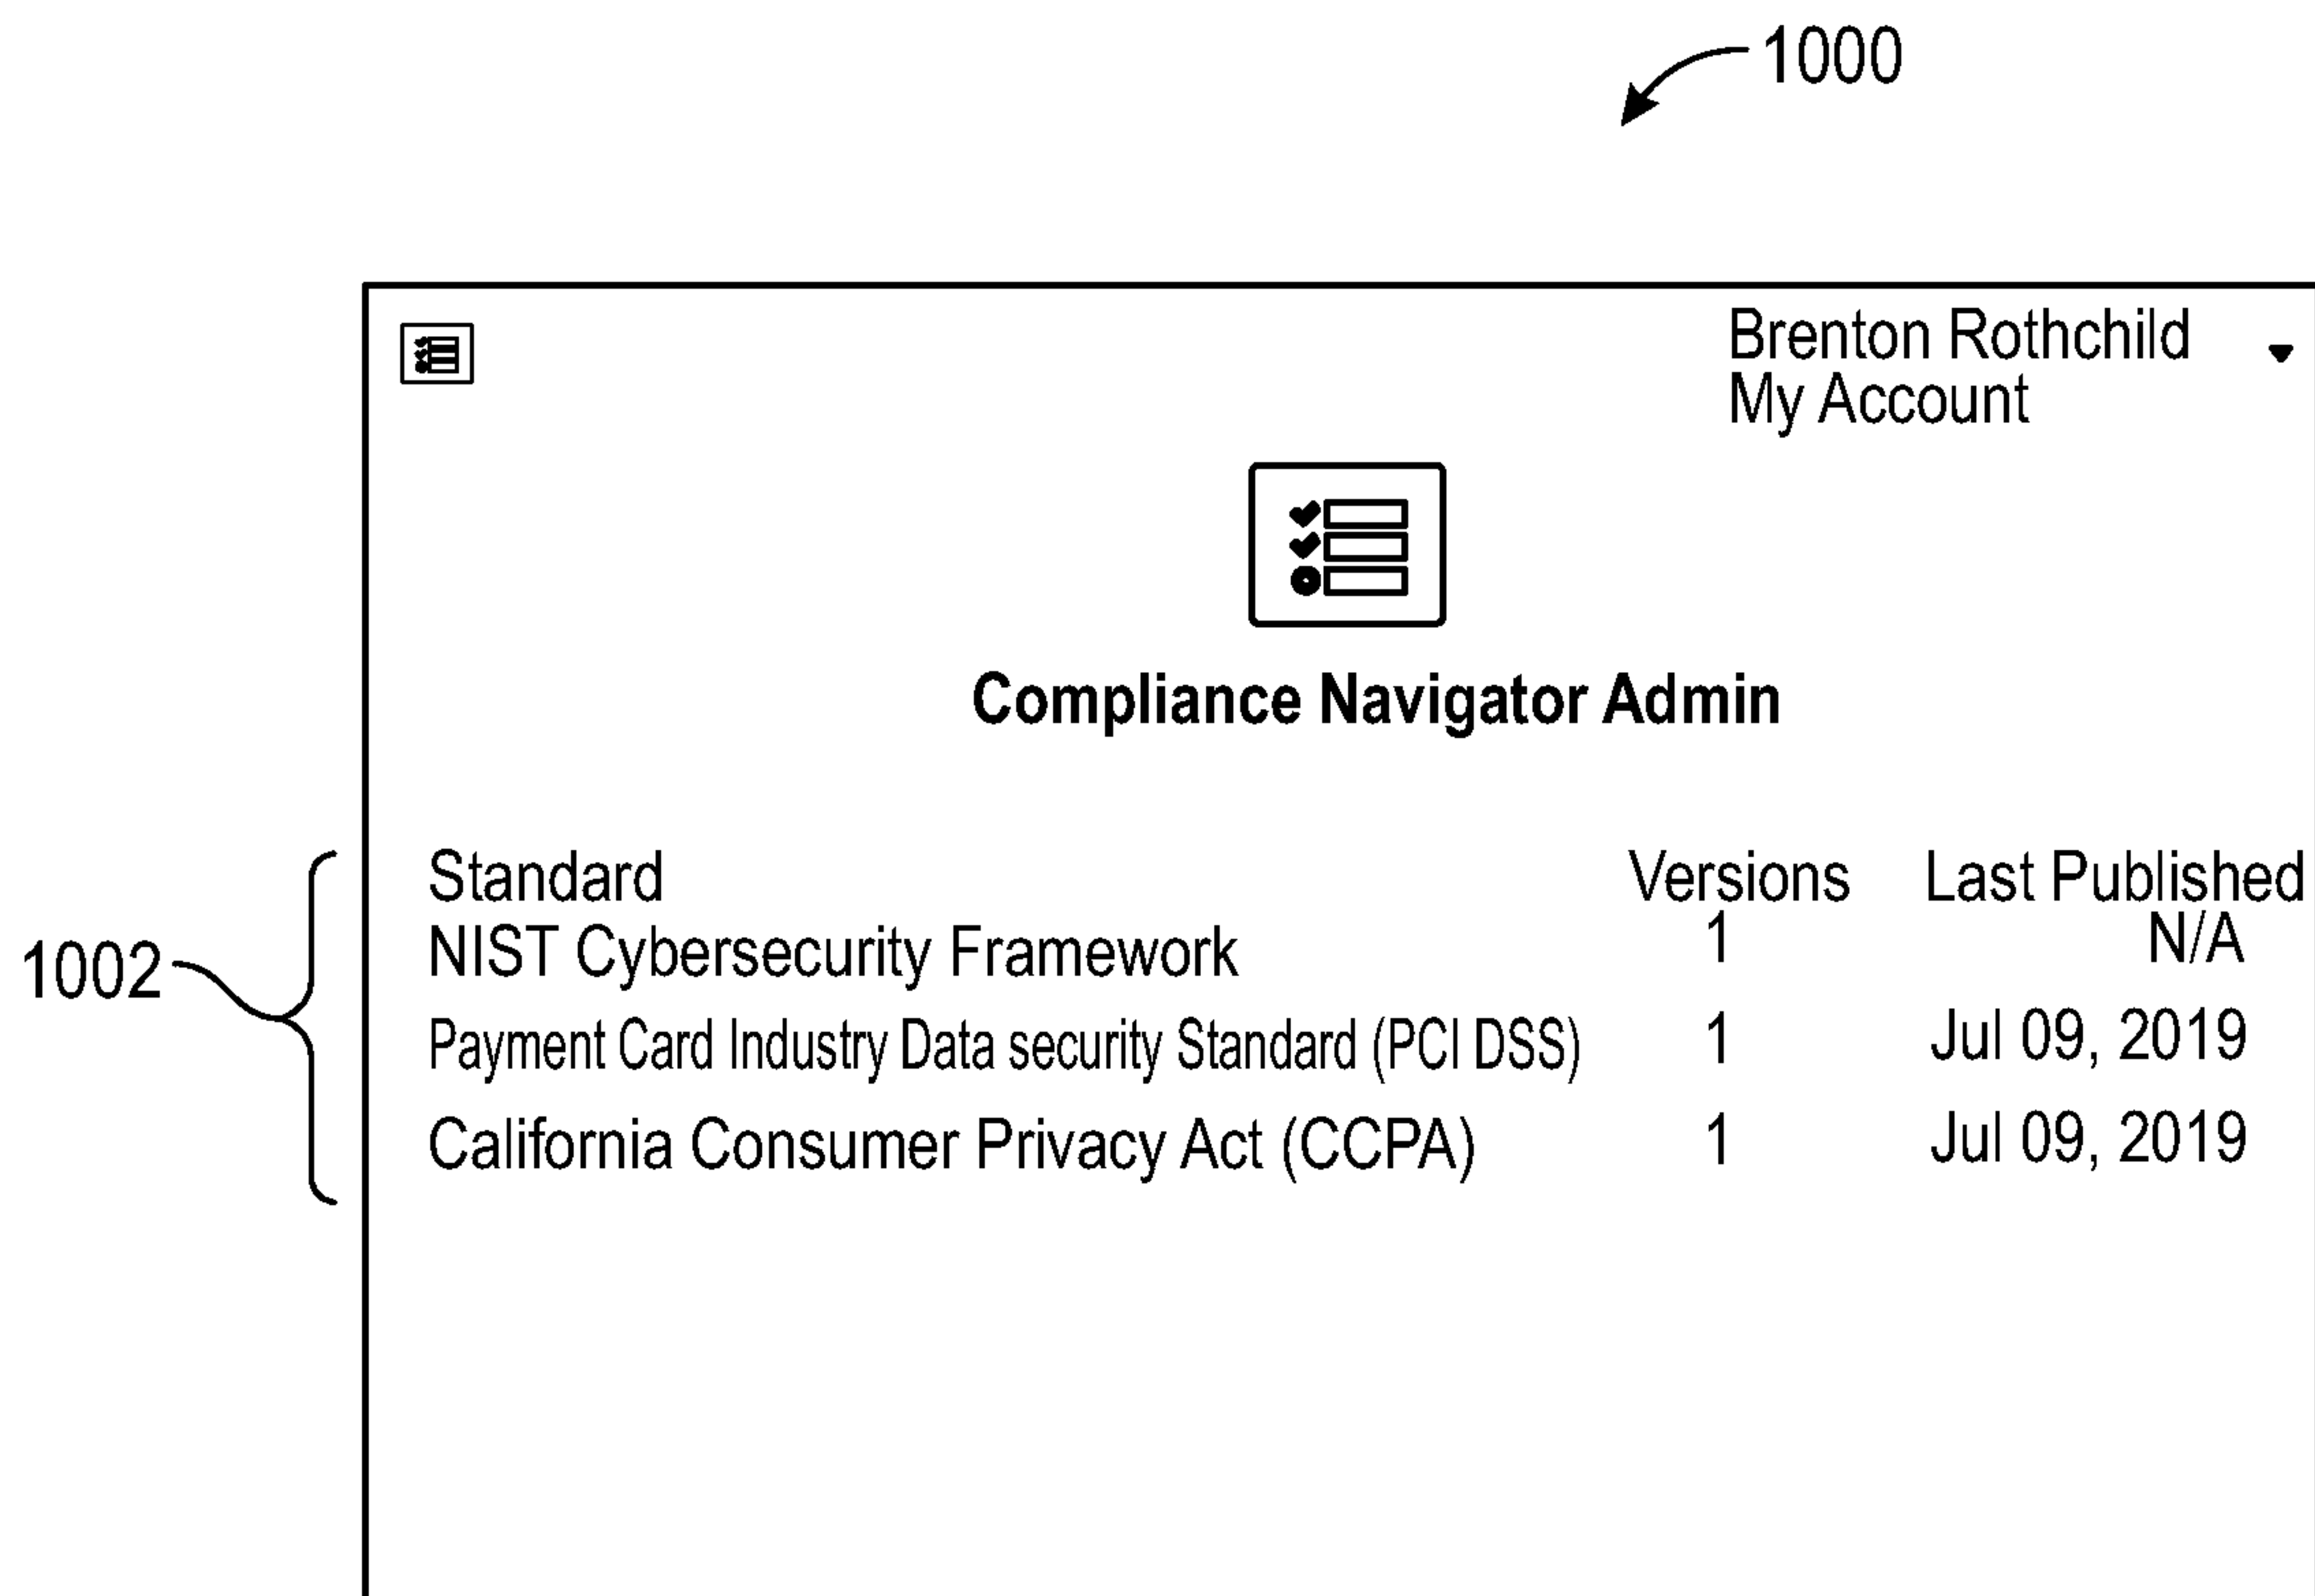 1000
Brenton Rothchild
My Account
Compliance Navigator Admin
Standard Versions Last Published
NIST Cybersecurity Framework 1 N/A
1002
Payment Card Industry Data security Standard (PCI DSS) 1 Jul 09, 2019
California Consumer Privacy Act (CCPA) 1 Jul 09, 2019